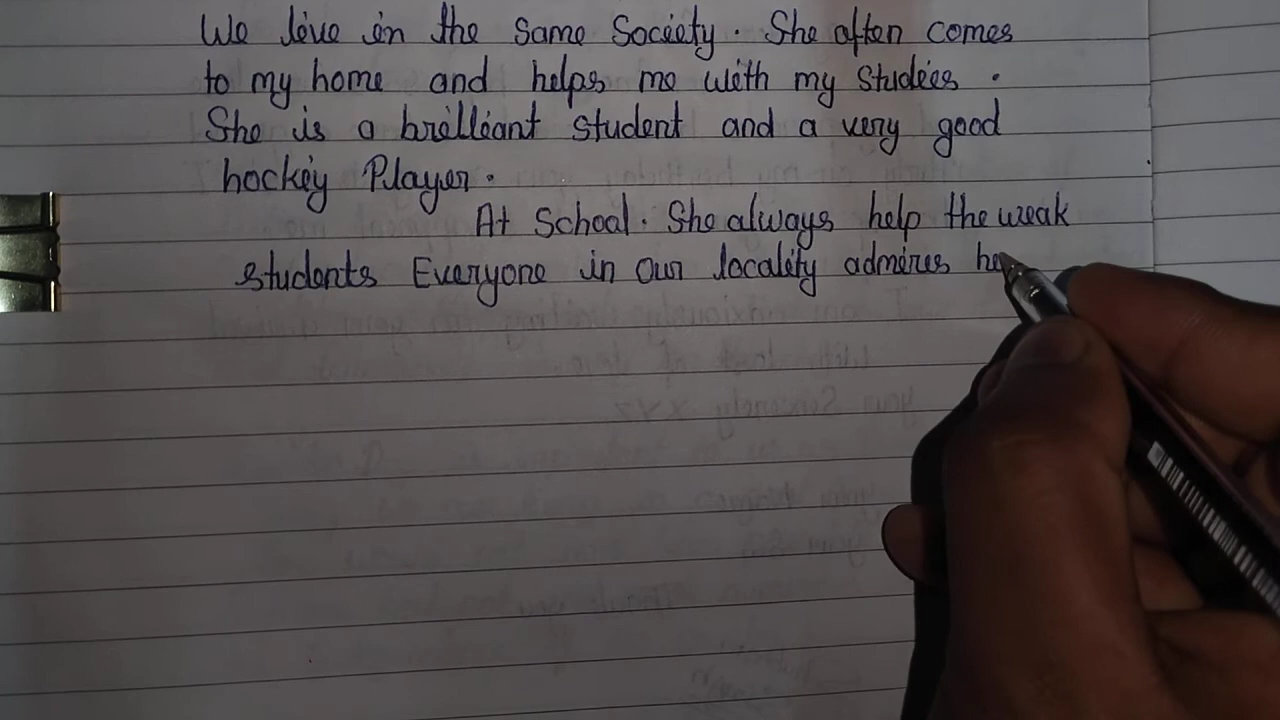 We live in the same Society. She often comes
to my home and helps me with my studies.
She is a brilliant student and a very good
hockey Player.
At School. She always help the weak
students Everyone in our locality admires he